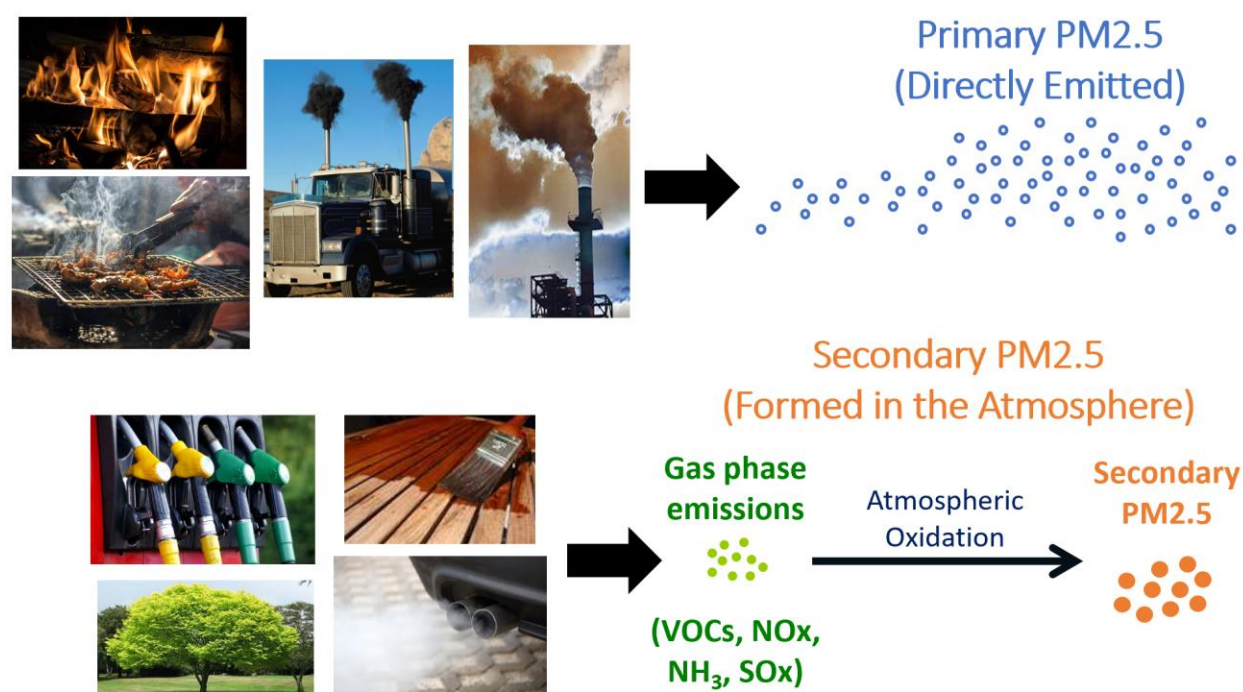 Primary PM2.5
(Directly Emitted)
Secondary PM2.5
(Formed in the Atmosphere)
Gas phase
emissions
Atmospheric
Oxidation
Secondary
PM2.5
(VOCs, NOx,
NH₃, SOx)